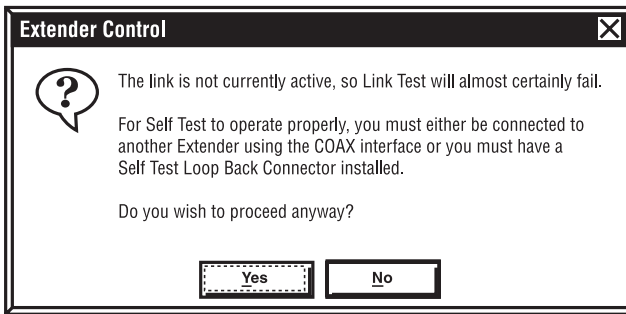 Extender Control
?
The link is not currently active, so Link Test will almost certainly fail.
For Self Test to operate properly, you must either be connected to
another Extender using the COAX interface or you must have a
Self Test Loop Back Connector installed.
Do you wish to proceed anyway?
Yes
No